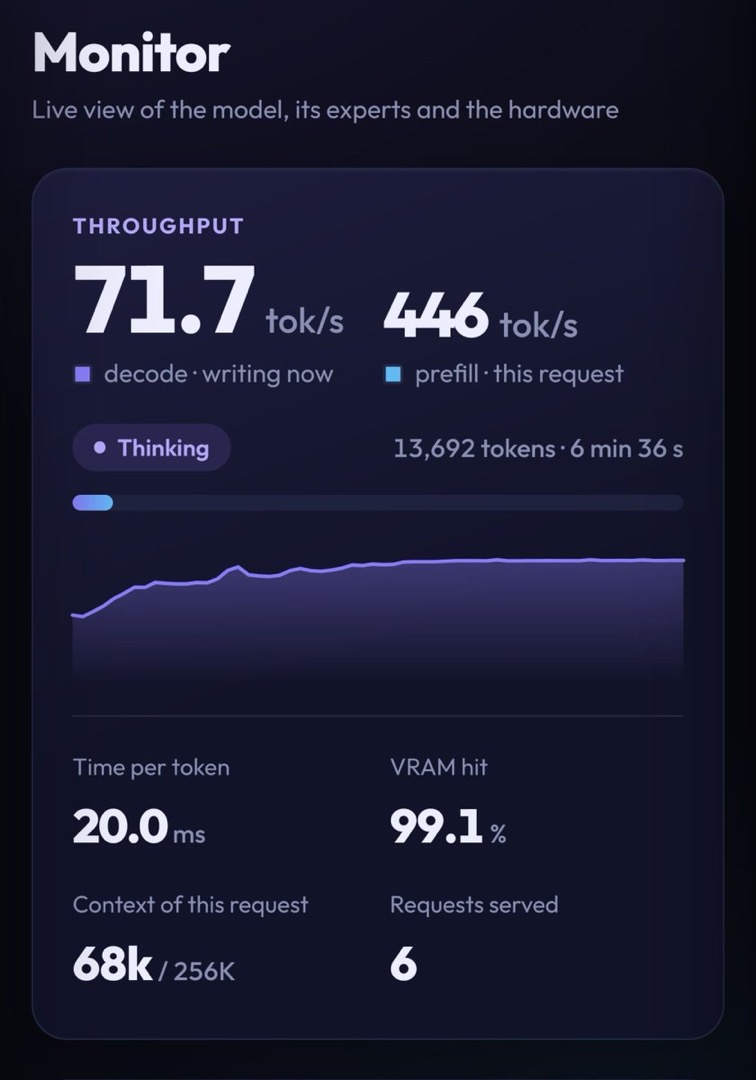 Monitor
Live view of the model, its experts and the hardware
THROUGHPUT
71.7 tok/s 446 tok/s
decode · writing now prefill · this request
Thinking 13,692 tokens · 6 min 36 s
Time per token VRAM hit
20.0 ms 99.1 %
Context of this request Requests served
68k / 256K 6